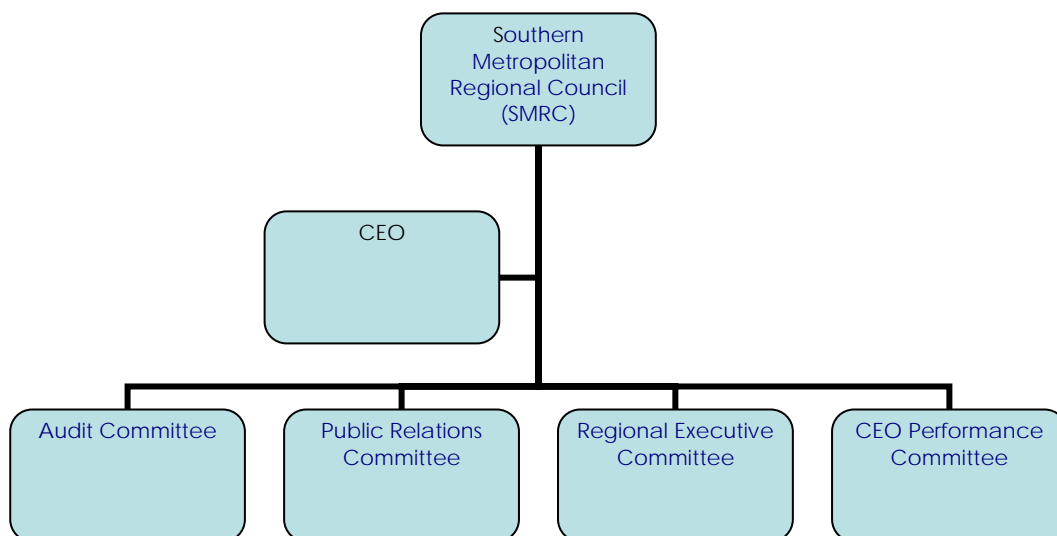 Southern
Metropolitan
Regional Council
(SMRC)
CEO
Audit Committee
Public Relations
Committee
Regional Executive
Committee
CEO Performance
Committee